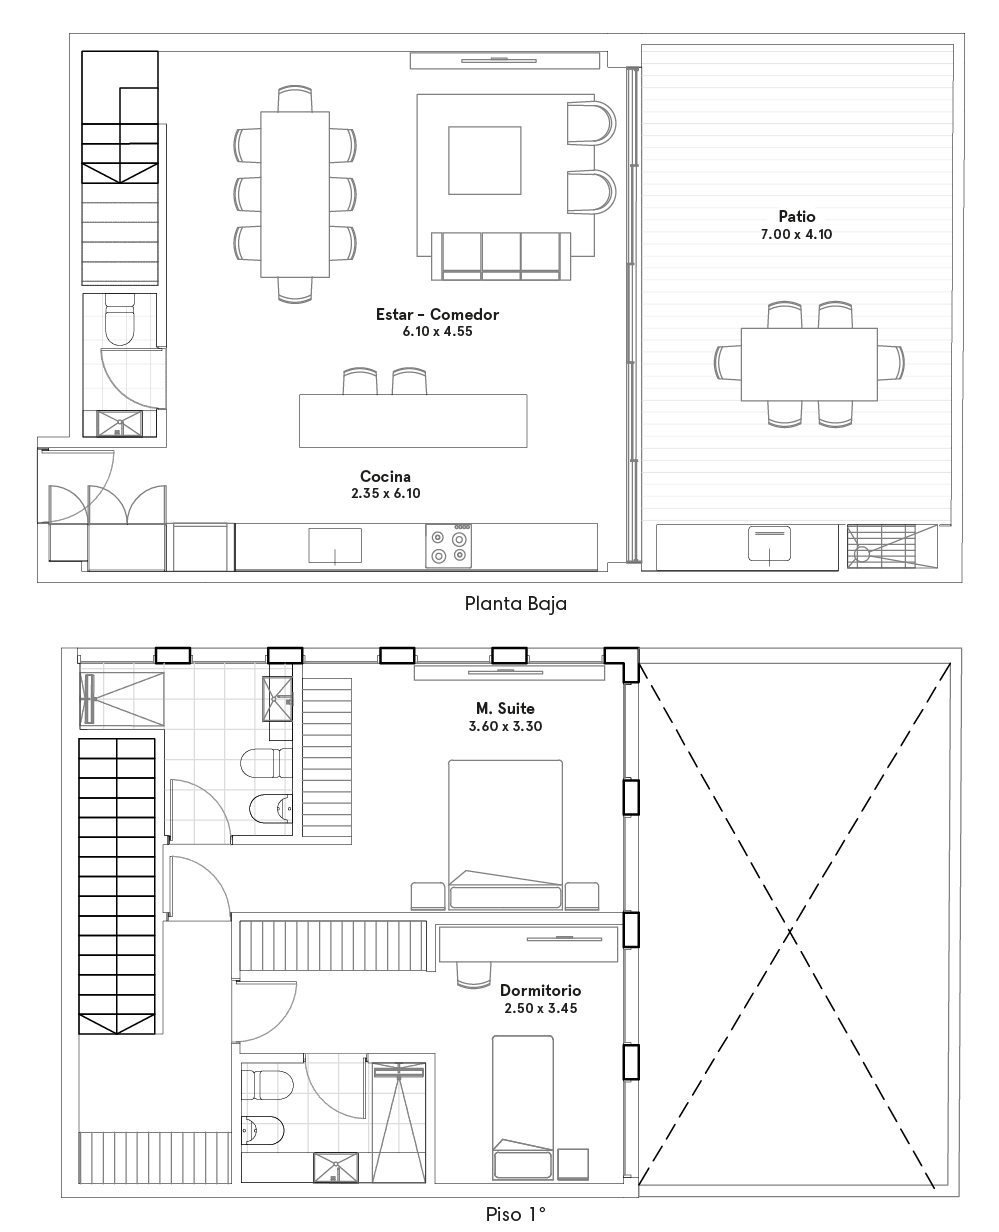 Patio
7.00 x 4.10
Estar - Comedor
6.10 x 4.55
Cocina
2.35 x 6.10
Planta Baja
M. Suite
3.60 x 3.30
Dormitorio
2.50 x 3.45
Piso 1°